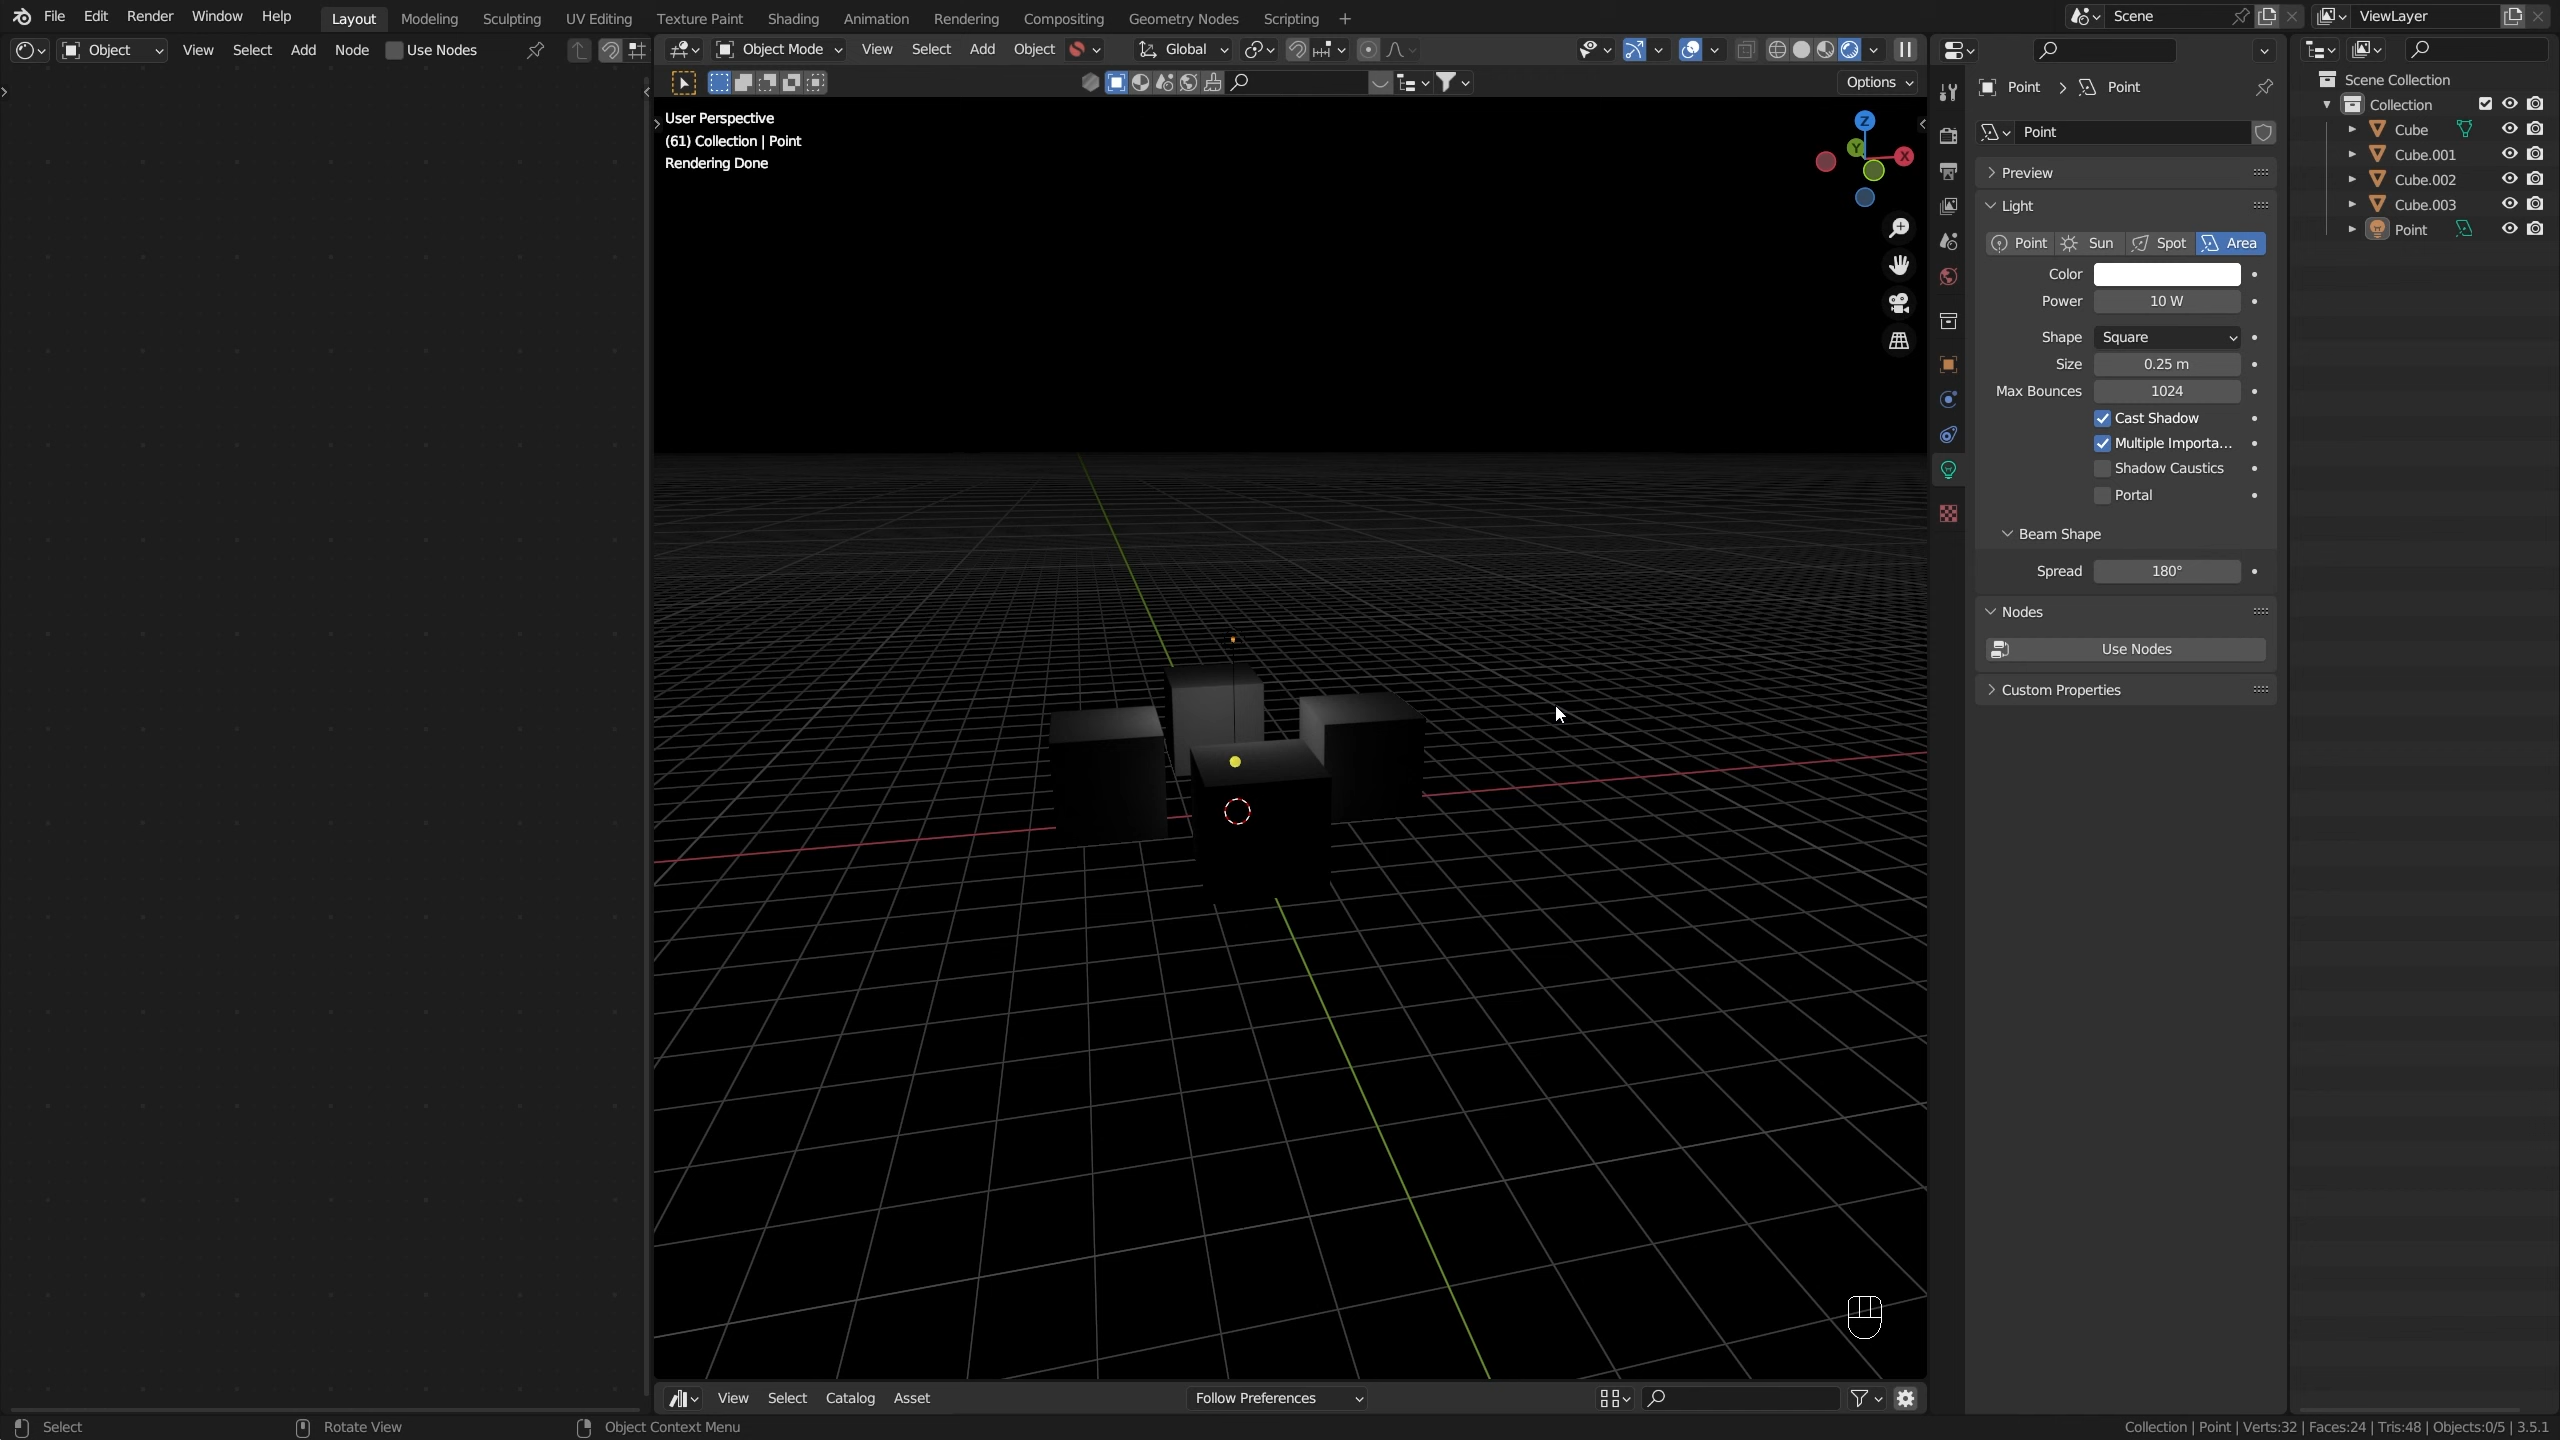 File Edit Render Window Help Layout Modeling Sculpting UV Editing Texture Paint Shading Animation Rendering Compositing Geometry Nodes Scripting + Scene ViewLayer
Object View Select Add Node Use Nodes
Object Mode View Select Add Object Global
Options
User Perspective
(61) Collection | Point
Rendering Done
Z
Y
X
Point > Point
Point
Preview
Light
Point Sun Spot Area
Color
Power 10 W
Shape Square
Size 0.25 m
Max Bounces 1024
Cast Shadow
Multiple Importa...
Shadow Caustics
Portal
Beam Shape
Spread 180°
Nodes
Use Nodes
Custom Properties
Scene Collection
Collection
Cube
Cube.001
Cube.002
Cube.003
Point
View Select Catalog Asset Follow Preferences
Select Rotate View Object Context Menu
Collection | Point | Verts:32 | Faces:24 | Tris:48 | Objects:0/5 | 3.5.1